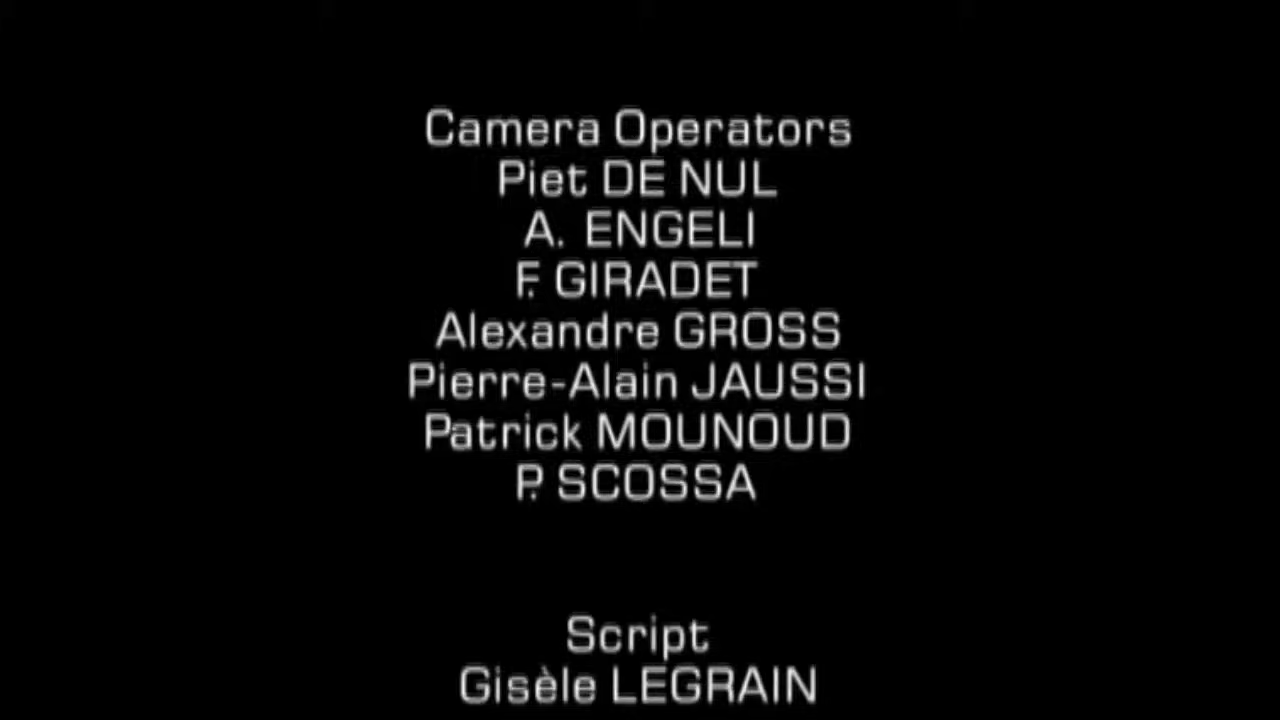 Camera Operators
Piet DE NUL
A. ENGELI
F. GIRADET
Alexandre GROSS
Pierre-Alain JAUSSI
Patrick MOUNOUD
P. SCOSSA
Script
Gisèle LEGRAIN